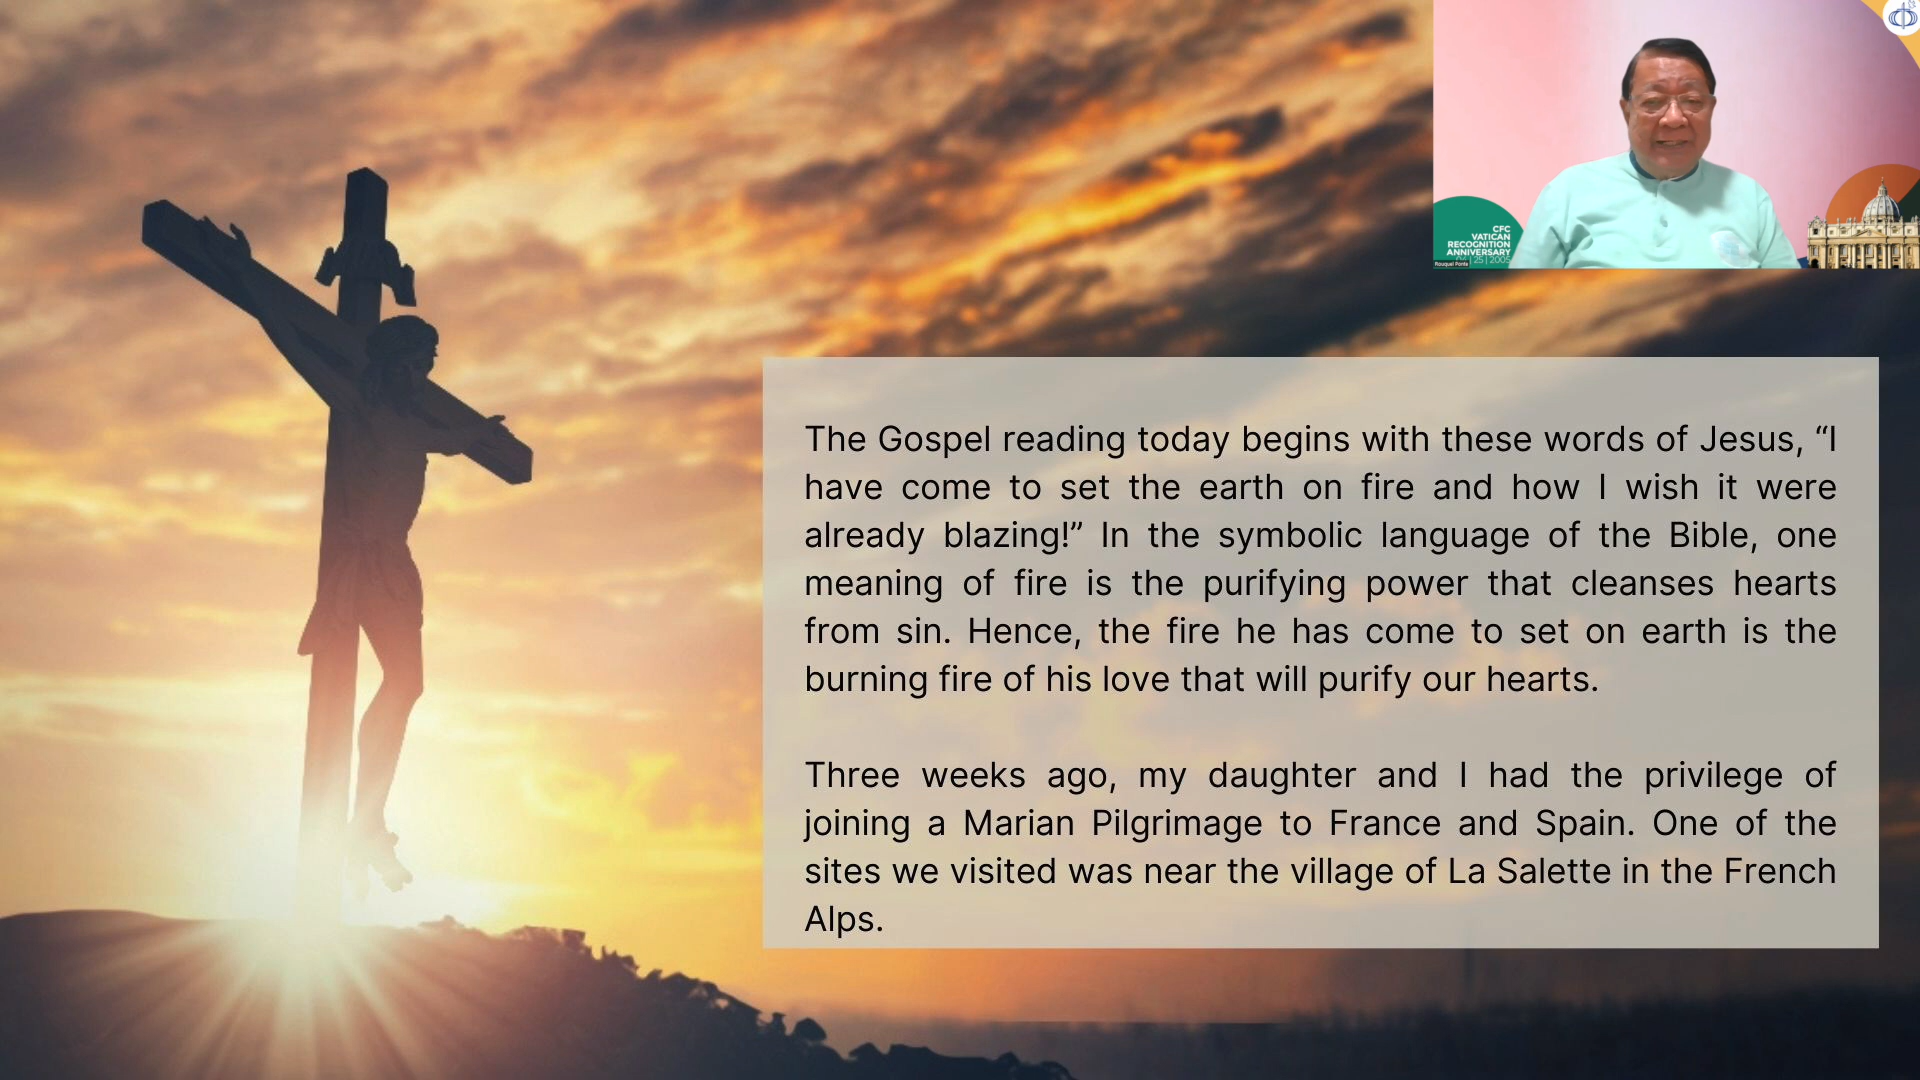 CFC
VATICAN
RECOGNITION
ANNIVERSARY
25 | 2005
Rouquel Ponte
The Gospel reading today begins with these words of Jesus, “I
have come to set the earth on fire and how I wish it were
already blazing!” In the symbolic language of the Bible, one
meaning of fire is the purifying power that cleanses hearts
from sin. Hence, the fire he has come to set on earth is the
burning fire of his love that will purify our hearts.
Three weeks ago, my daughter and I had the privilege of
joining a Marian Pilgrimage to France and Spain. One of the
sites we visited was near the village of La Salette in the French
Alps.